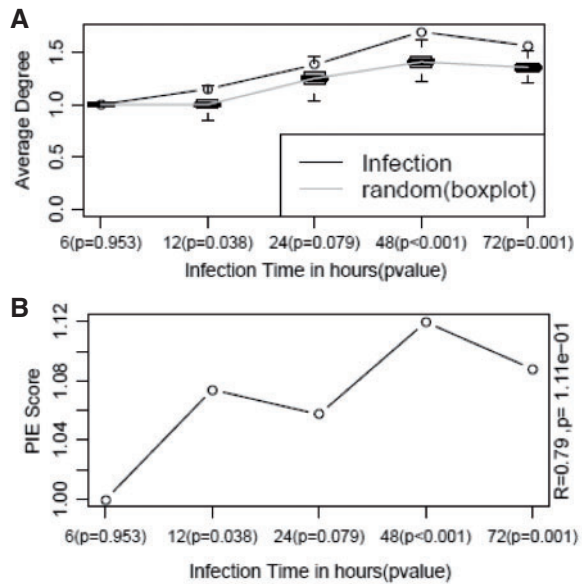 A
Average Degree
1.5
1.0
0.5
0.0
Infection
random(boxplot)
6(p=0.953) 12(p=0.038) 24(p=0.079) 48(p<0.001) 72(p=0.001)
Infection Time in hours(pvalue)
B
PIE Score
1.12
1.08
1.04
1.00
R=0.79 ,p= 1.11e−01
6(p=0.953) 12(p=0.038) 24(p=0.079) 48(p<0.001) 72(p=0.001)
Infection Time in hours(pvalue)